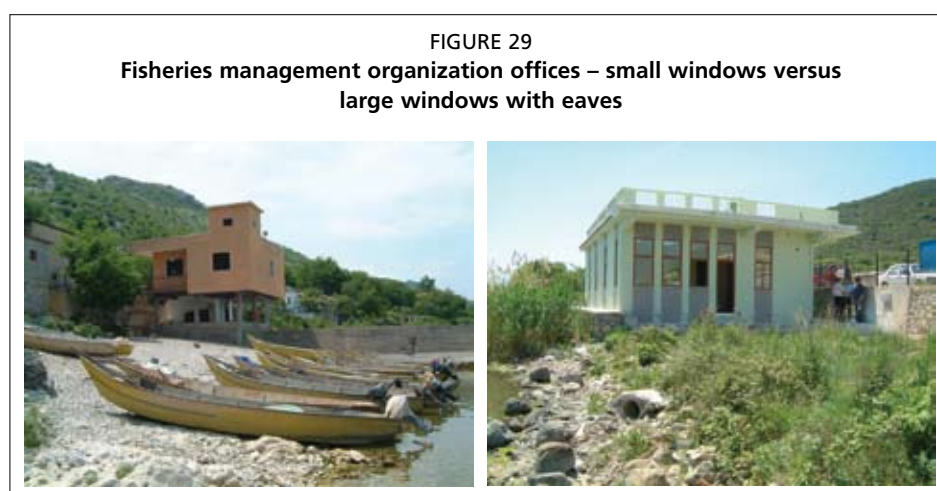 FIGURE 29
Fisheries management organization offices – small windows versus
large windows with eaves